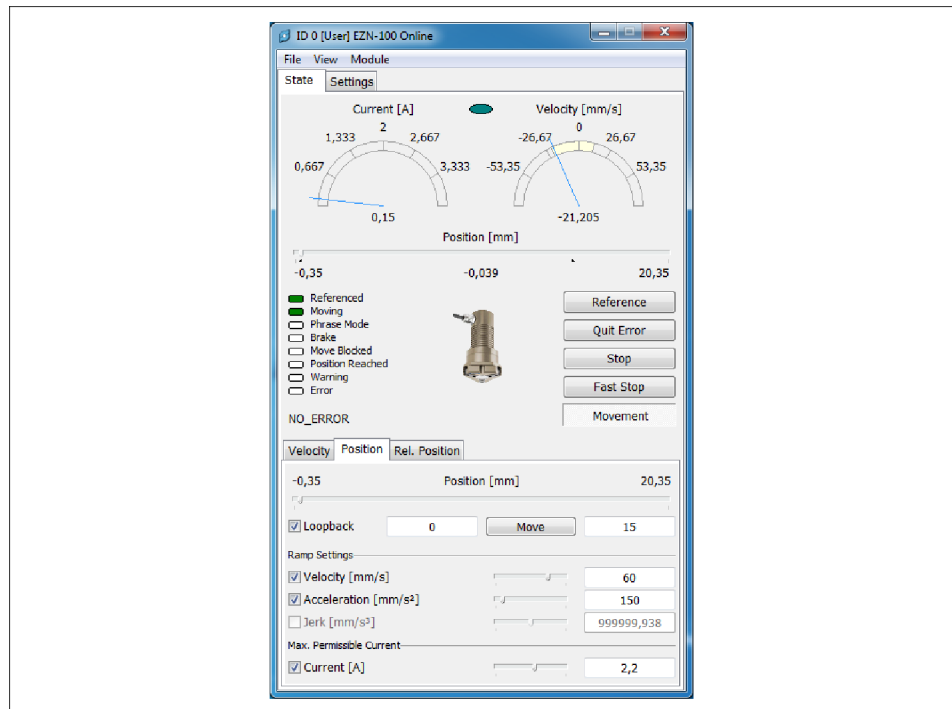 ID 0 [User] EZN-100 Online
File View Module
State Settings
Current [A] Velocity [mm/s]
2 0
1,333 2,667 -26,67 26,67
0,667 3,333 -53,35 53,35
0,15 -21,205
Position [mm]
-0,35 -0,039 20,35
Referenced
Moving
Phrase Mode
Brake
Move Blocked
Position Reached
Warning
Error
NO_ERROR
Reference
Quit Error
Stop
Fast Stop
Movement
Velocity Position Rel. Position
-0,35 Position [mm] 20,35
Loopback 0 Move 15
Ramp Settings
Velocity [mm/s] 60
Acceleration [mm/s²] 150
Jerk [mm/s³] 999999,938
Max. Permissible Current
Current [A] 2,2